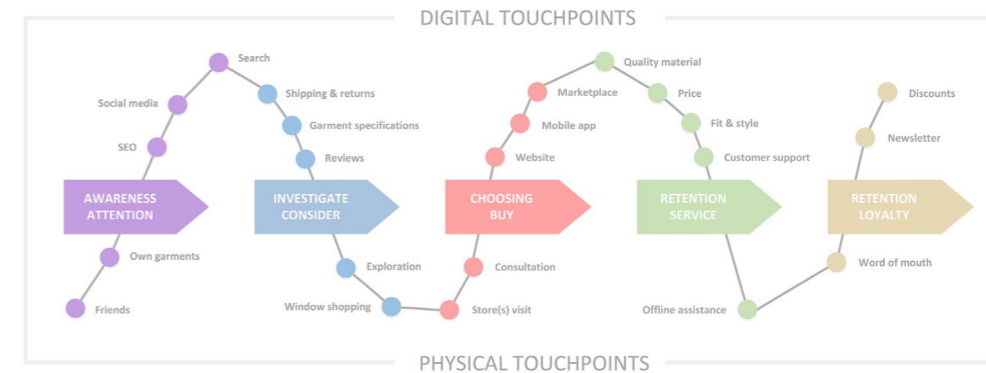 DIGITAL TOUCHPOINTS
Search
Social media
SEO
AWARENESS
ATTENTION
Own garments
Friends
Shipping & returns
Garment specifications
Reviews
INVESTIGATE
CONSIDER
Exploration
Window shopping
Marketplace
Mobile app
Website
CHOOSING
BUY
Consultation
Store(s) visit
Quality material
Price
Fit & style
Customer support
RETENTION
SERVICE
Offline assistance
Discounts
Newsletter
RETENTION
LOYALTY
Word of mouth
PHYSICAL TOUCHPOINTS